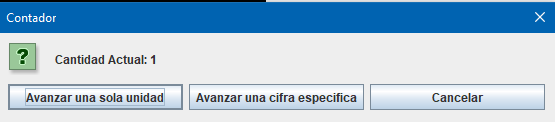 Contador
?
Cantidad Actual: 1
Avanzar una sola unidad
Avanzar una cifra especifica
Cancelar